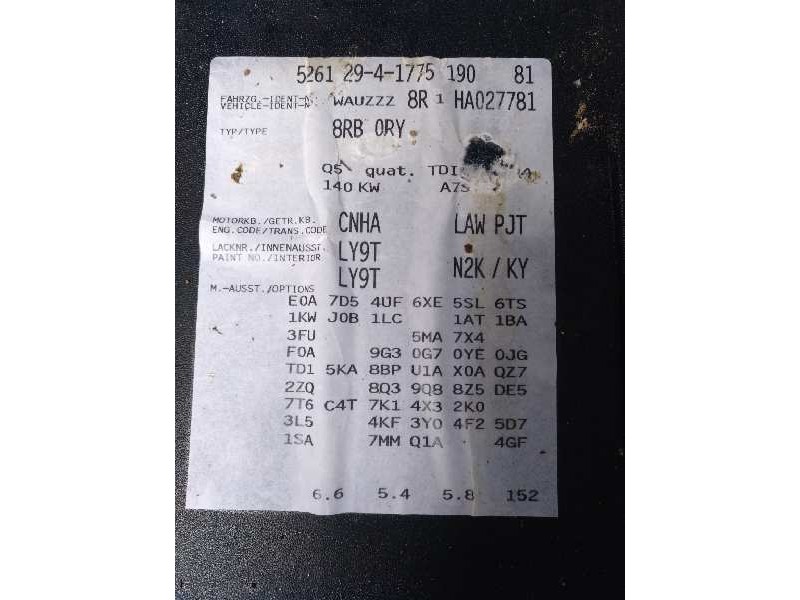 5261 29-4-1775 190 81
FAHRZG.-IDENT-N.
VEHICLE-IDENT-N. WAUZZZ 8R 1 HA027781
TYP/TYPE 8RB 0RY
Q5 quat. TDI
140 KW A7S
MOTORKB./GETR.KB.
ENG.CODE/TRANS.CODE CNHA LAW PJT
LACKNR./INNENAUSST. LY9T
PAINT NO./INTERIOR N2K / KY
LY9T
M.-AUSST./OPTIONS
E0A 7D5 4UF 6XE 5SL 6TS
1KW J0B 1LC 1AT 1BA
3FU 5MA 7X4
F0A 9G3 0G7 0YE 0JG
TD1 5KA 8BP U1A X0A QZ7
2ZQ 8Q3 9Q8 8Z5 DE5
7T6 C4T 7K1 4X3 2K0
3L5 4KF 3Y0 4F2 5D7
1SA 7MM Q1A 4GF
6.6 5.4 5.8 152